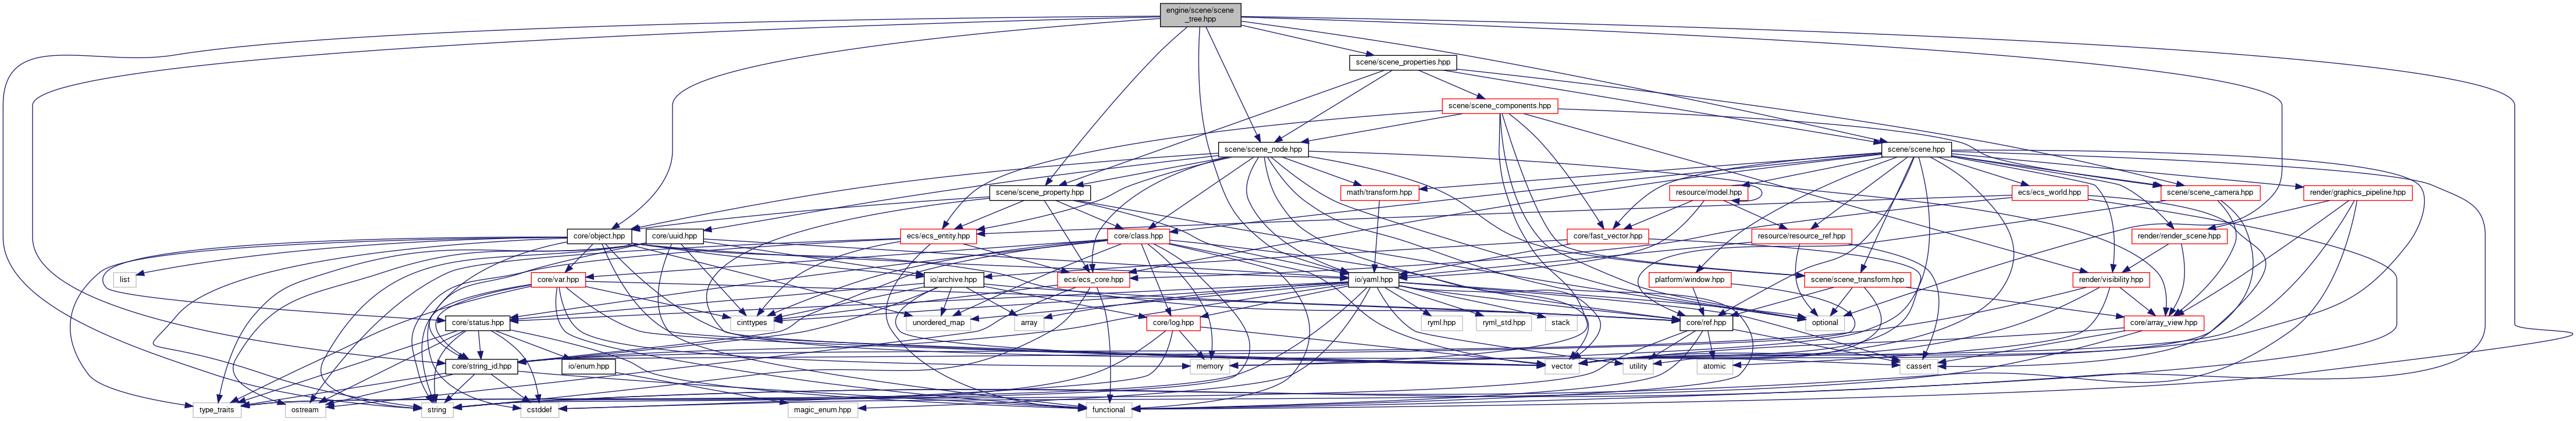 engine/scene/scene
_tree.hpp
scene/scene_properties.hpp
scene/scene_components.hpp
scene/scene_node.hpp
scene/scene.hpp
scene/scene_property.hpp
math/transform.hpp
resource/model.hpp
ecs/ecs_world.hpp
scene/scene_camera.hpp
render/graphics_pipeline.hpp
core/object.hpp
core/uuid.hpp
ecs/ecs_entity.hpp
core/class.hpp
core/fast_vector.hpp
resource/resource_ref.hpp
render/render_scene.hpp
list
core/var.hpp
io/archive.hpp
ecs/ecs_core.hpp
io/yaml.hpp
platform/window.hpp
scene/scene_transform.hpp
render/visibility.hpp
core/status.hpp
cinttypes
unordered_map
array
core/log.hpp
ryml.hpp
ryml_std.hpp
stack
core/ref.hpp
optional
core/array_view.hpp
core/string_id.hpp
io/enum.hpp
memory
vector
utility
atomic
cassert
type_traits
ostream
string
cstddef
magic_enum.hpp
functional